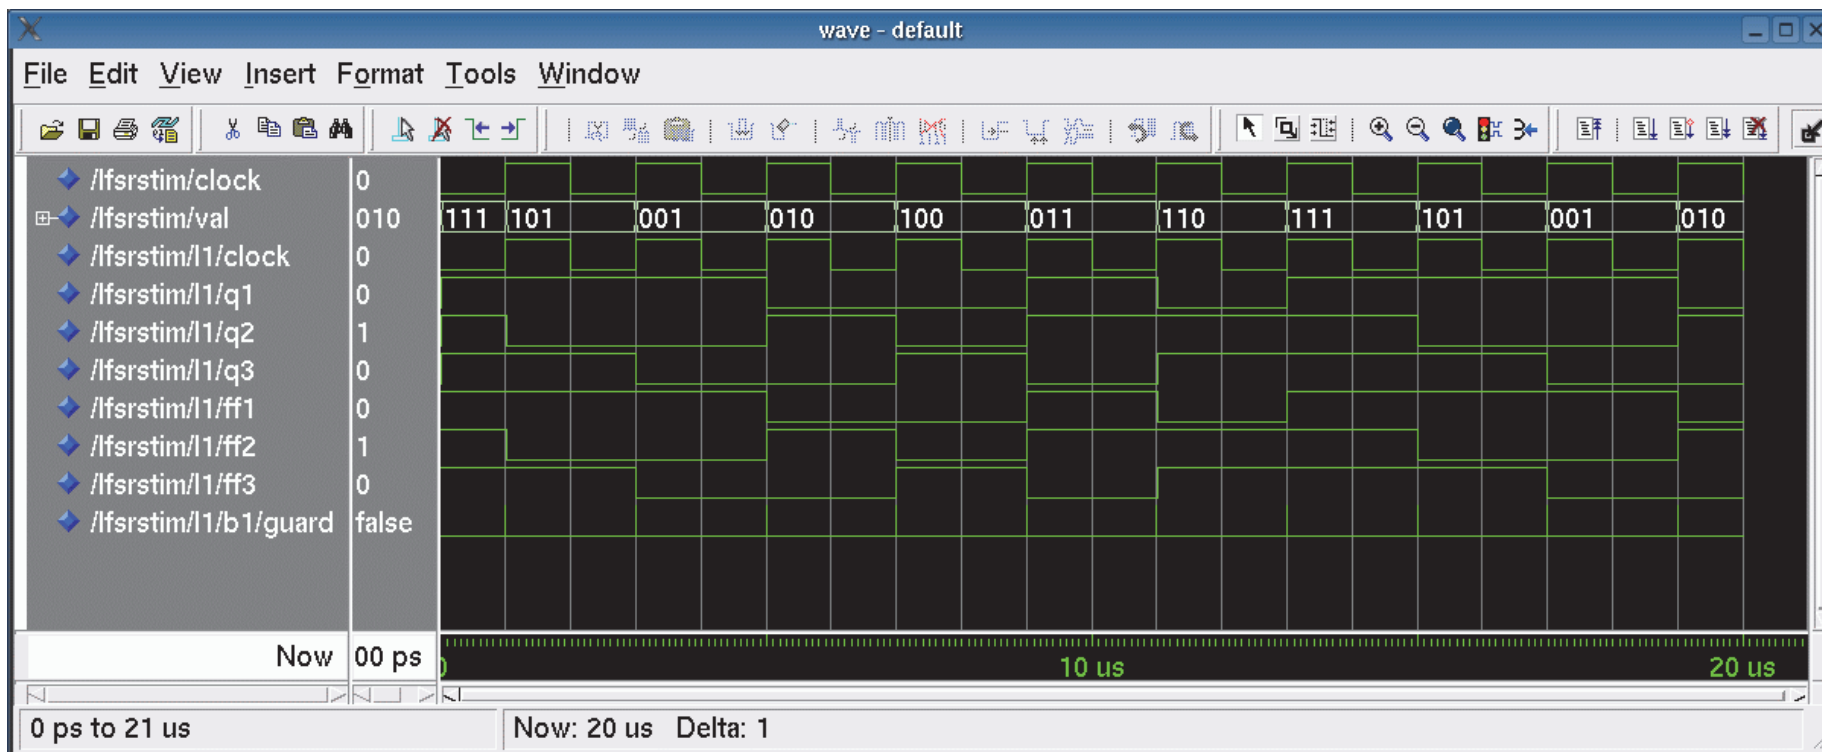 wave - default
File Edit View Insert Format Tools Window
/lfsrstim/clock 0
/lfsrstim/val 010 111 101 001 010 100 011 110 111 101 001 010
/lfsrstim/l1/clock 0
/lfsrstim/l1/q1 0
/lfsrstim/l1/q2 1
/lfsrstim/l1/q3 0
/lfsrstim/l1/ff1 0
/lfsrstim/l1/ff2 1
/lfsrstim/l1/ff3 0
/lfsrstim/l1/b1/guard false
Now 00 ps 0 10 us 20 us
0 ps to 21 us Now: 20 us Delta: 1